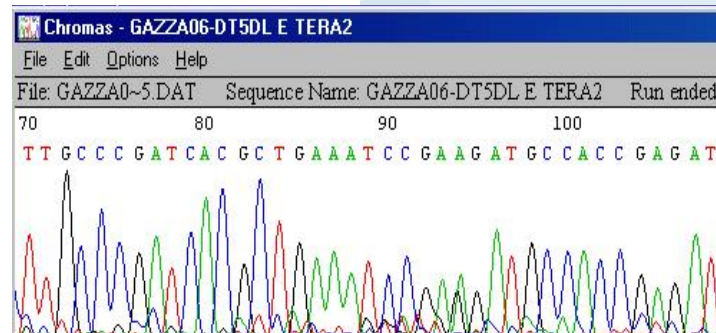 Chromas - GAZZA06-DT5DL E TERA2
File Edit Options Help
File: GAZZA0~5.DAT Sequence Name: GAZZA06-DT5DL E TERA2 Run ended
70 80 90 100
T T G C C C G A T C A C G C T G A A A T C C G A A G A T G C C A C C G A G A T